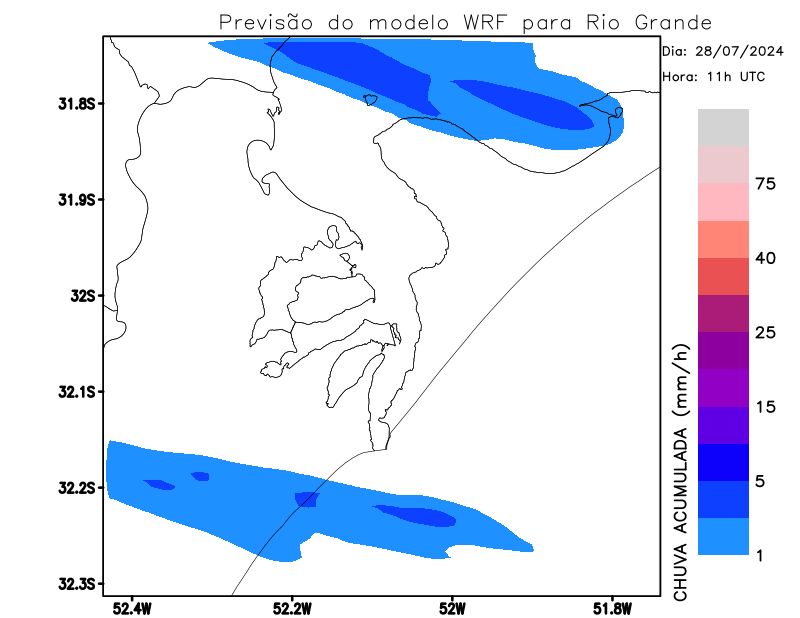 Previsão do modelo WRF para Rio Grande
Dia: 28/07/2024
Hora: 11h UTC
31.8S
31.9S
32S
32.1S
32.2S
32.3S
52.4W
52.2W
52W
51.8W
75
40
25
15
5
1
CHUVA ACUMULADA (mm/h)